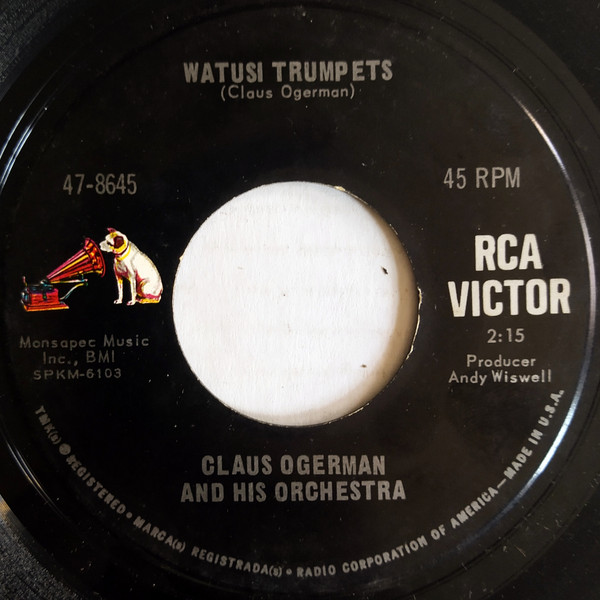 WATUSI TRUMPETS
(Claus Ogerman)
47-8645
45 RPM
RCA
VICTOR
Monsapec Music
Inc., BMI
SPKM-6103
2:15
Producer
Andy Wiswell
CLAUS OGERMAN
AND HIS ORCHESTRA
TMK(s) ®REGISTERED • MARCA(s) REGISTRADA(s) • RADIO CORPORATION OF AMERICA—MADE IN U.S.A.